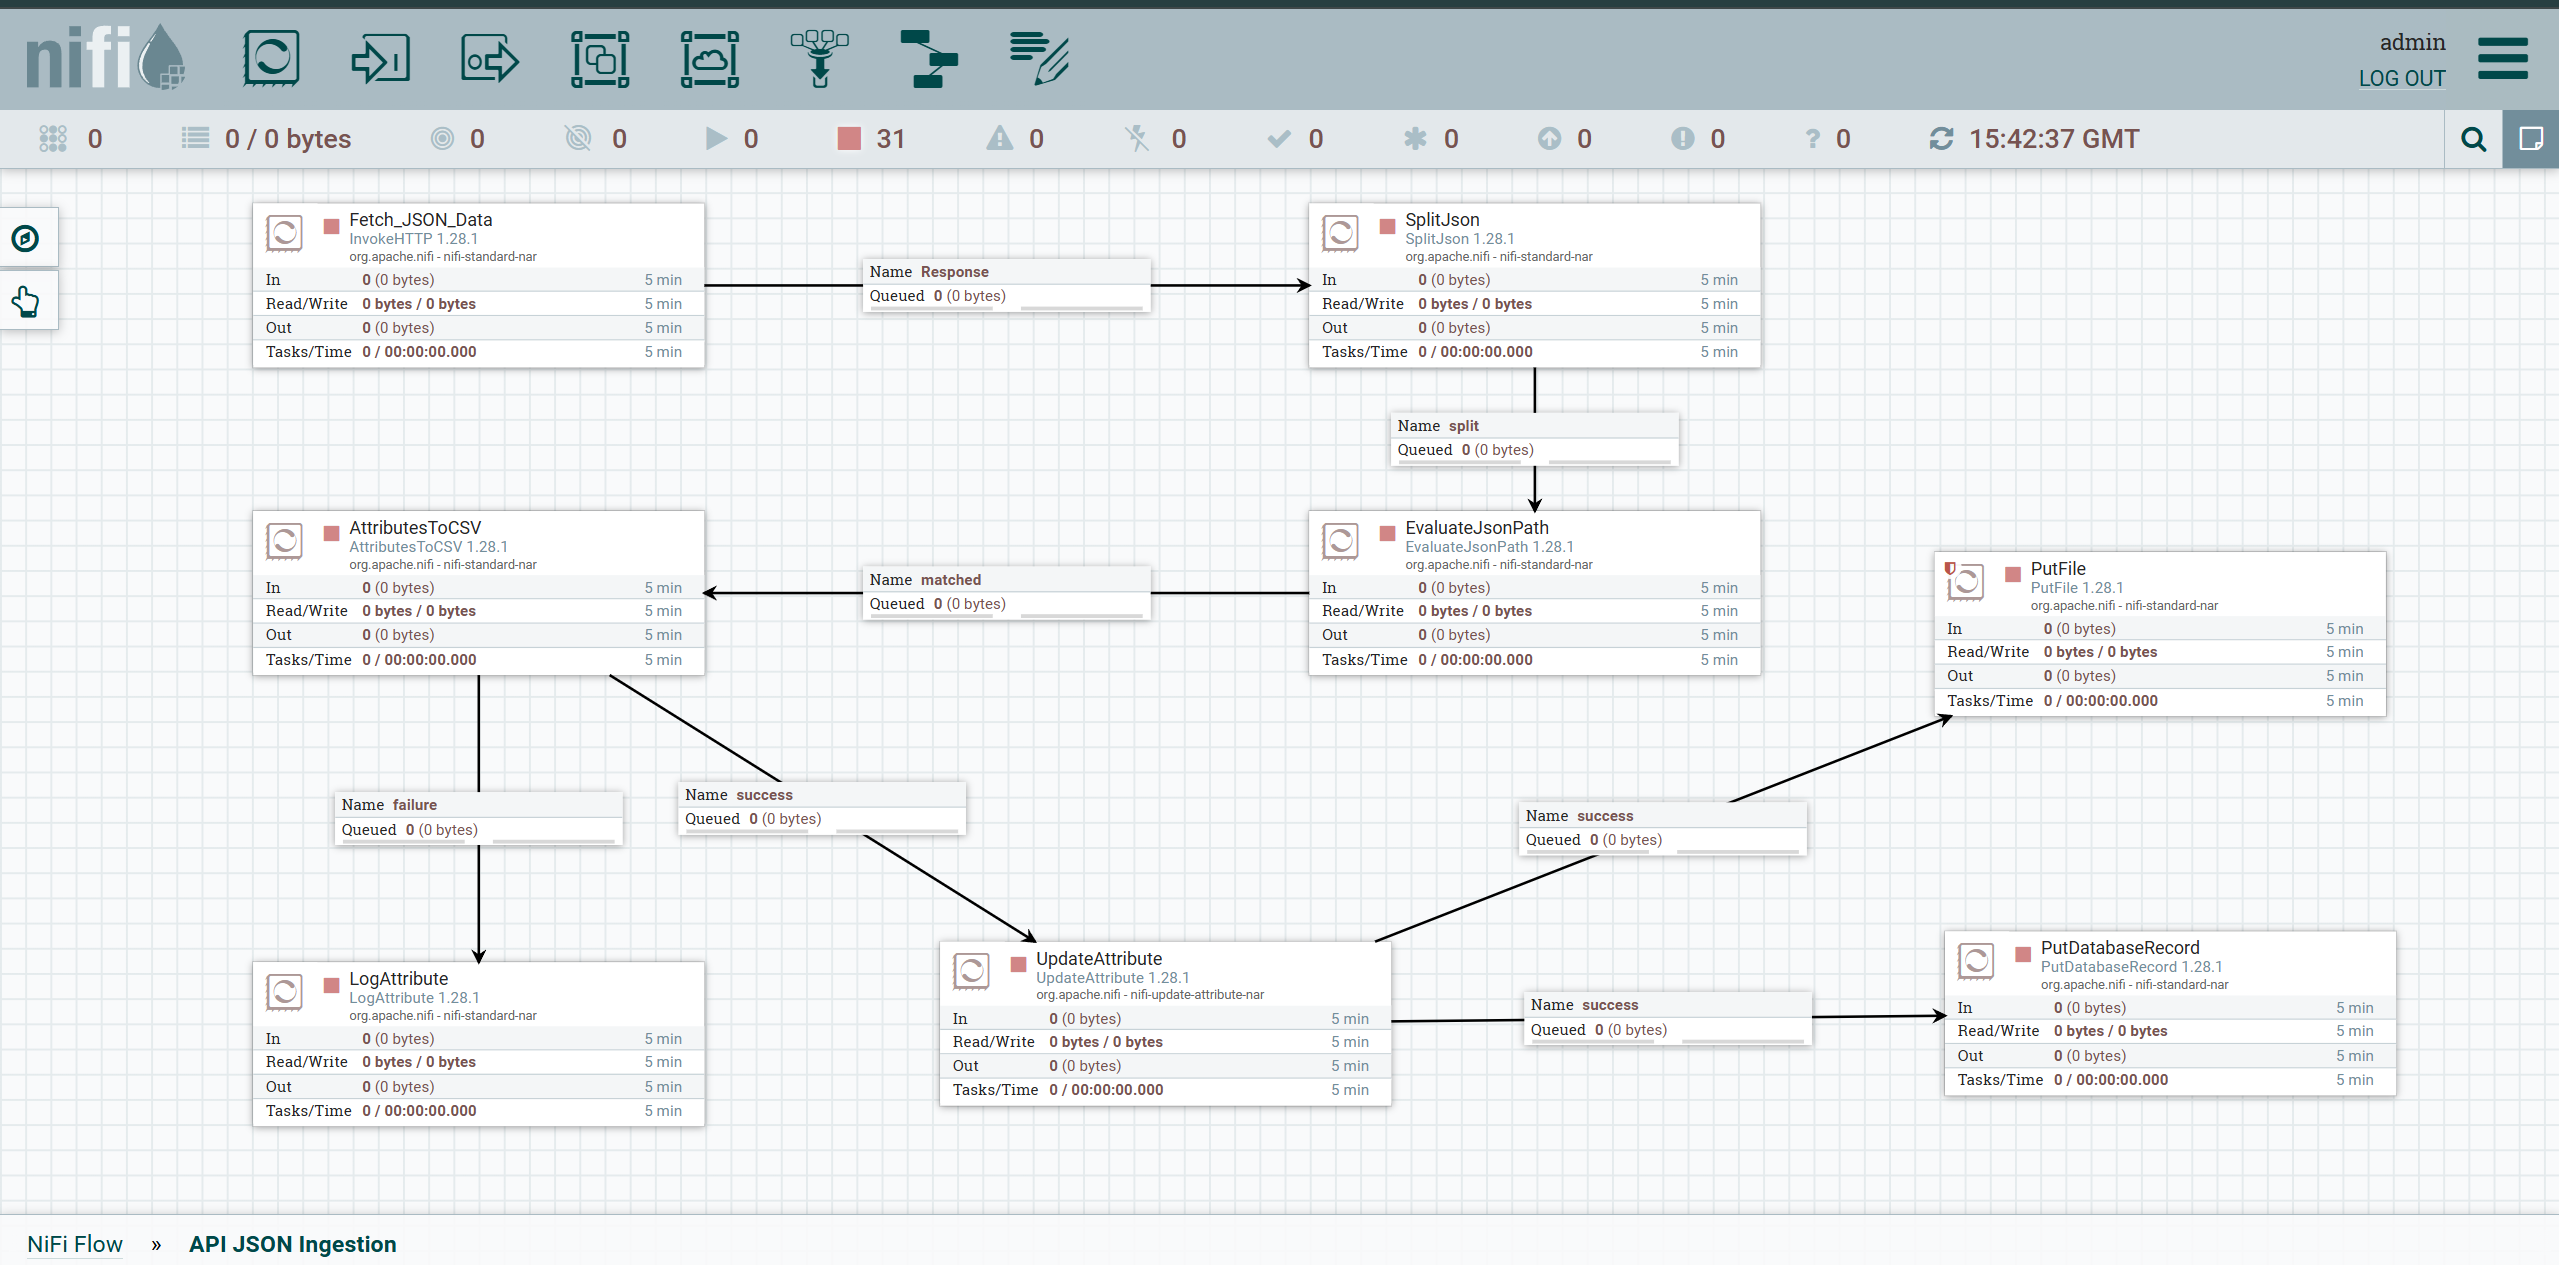 nifi
admin
LOG OUT
0
0 / 0 bytes
0
0
0
31
0
0
0
0
0
0
? 0
15:42:37 GMT
Fetch_JSON_Data
InvokeHTTP 1.28.1
org.apache.nifi - nifi-standard-nar
In 0 (0 bytes) 5 min
Read/Write 0 bytes / 0 bytes 5 min
Out 0 (0 bytes) 5 min
Tasks/Time 0 / 00:00:00.000 5 min
Name Response
Queued 0 (0 bytes)
SplitJson
SplitJson 1.28.1
org.apache.nifi - nifi-standard-nar
In 0 (0 bytes) 5 min
Read/Write 0 bytes / 0 bytes 5 min
Out 0 (0 bytes) 5 min
Tasks/Time 0 / 00:00:00.000 5 min
Name split
Queued 0 (0 bytes)
AttributesToCSV
AttributesToCSV 1.28.1
org.apache.nifi - nifi-standard-nar
In 0 (0 bytes) 5 min
Read/Write 0 bytes / 0 bytes 5 min
Out 0 (0 bytes) 5 min
Tasks/Time 0 / 00:00:00.000 5 min
Name matched
Queued 0 (0 bytes)
EvaluateJsonPath
EvaluateJsonPath 1.28.1
org.apache.nifi - nifi-standard-nar
In 0 (0 bytes) 5 min
Read/Write 0 bytes / 0 bytes 5 min
Out 0 (0 bytes) 5 min
Tasks/Time 0 / 00:00:00.000 5 min
PutFile
PutFile 1.28.1
org.apache.nifi - nifi-standard-nar
In 0 (0 bytes) 5 min
Read/Write 0 bytes / 0 bytes 5 min
Out 0 (0 bytes) 5 min
Tasks/Time 0 / 00:00:00.000 5 min
Name failure
Queued 0 (0 bytes)
Name success
Queued 0 (0 bytes)
Name success
Queued 0 (0 bytes)
LogAttribute
LogAttribute 1.28.1
org.apache.nifi - nifi-standard-nar
In 0 (0 bytes) 5 min
Read/Write 0 bytes / 0 bytes 5 min
Out 0 (0 bytes) 5 min
Tasks/Time 0 / 00:00:00.000 5 min
UpdateAttribute
UpdateAttribute 1.28.1
org.apache.nifi - nifi-update-attribute-nar
In 0 (0 bytes) 5 min
Read/Write 0 bytes / 0 bytes 5 min
Out 0 (0 bytes) 5 min
Tasks/Time 0 / 00:00:00.000 5 min
Name success
Queued 0 (0 bytes)
PutDatabaseRecord
PutDatabaseRecord 1.28.1
org.apache.nifi - nifi-standard-nar
In 0 (0 bytes) 5 min
Read/Write 0 bytes / 0 bytes 5 min
Out 0 (0 bytes) 5 min
Tasks/Time 0 / 00:00:00.000 5 min
NiFi Flow » API JSON Ingestion